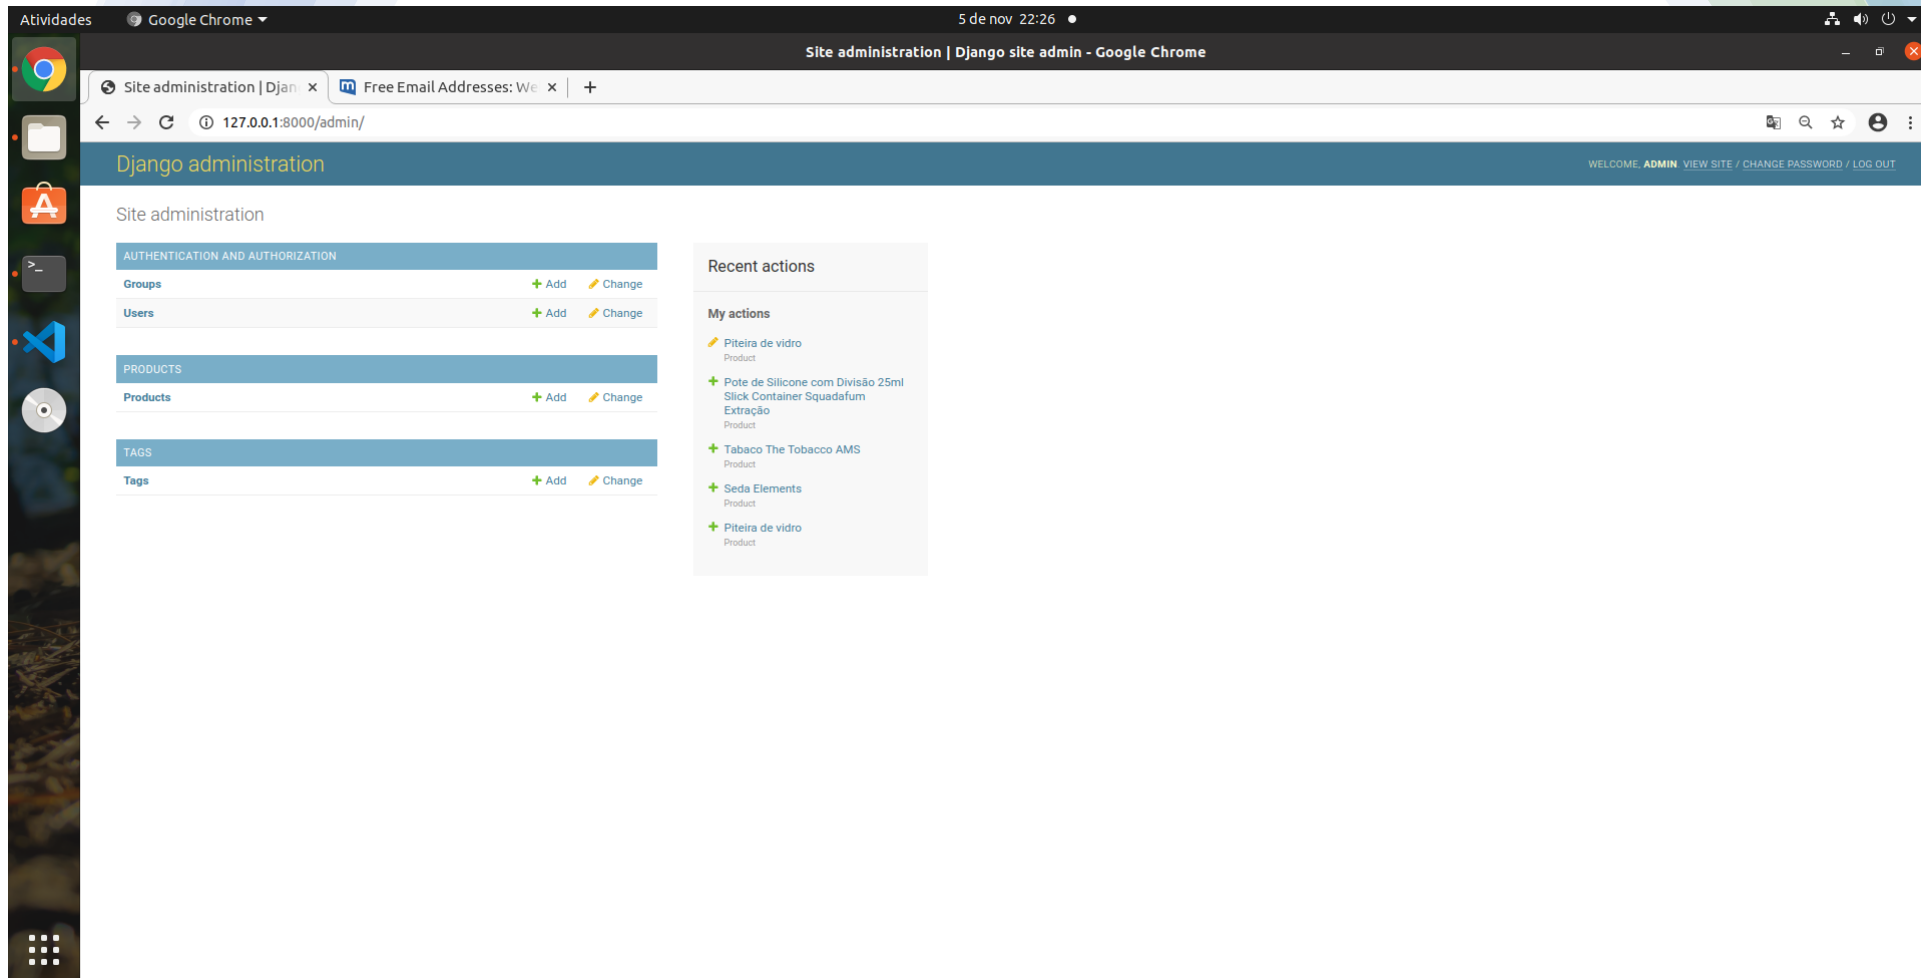 Atividades
Google Chrome
5 de nov 22:26
Site administration | Django site admin - Google Chrome
Site administration | Djan
Free Email Addresses: We
127.0.0.1:8000/admin/
Django administration
WELCOME, ADMIN VIEW SITE / CHANGE PASSWORD / LOG OUT
Site administration
AUTHENTICATION AND AUTHORIZATION
Groups Add Change
Users Add Change
PRODUCTS
Products Add Change
TAGS
Tags Add Change
Recent actions
My actions
Piteira de vidro
Product
Pote de Silicone com Divisão 25ml
Slick Container Squadafum
Extração
Product
Tabaco The Tobacco AMS
Product
Seda Elements
Product
Piteira de vidro
Product